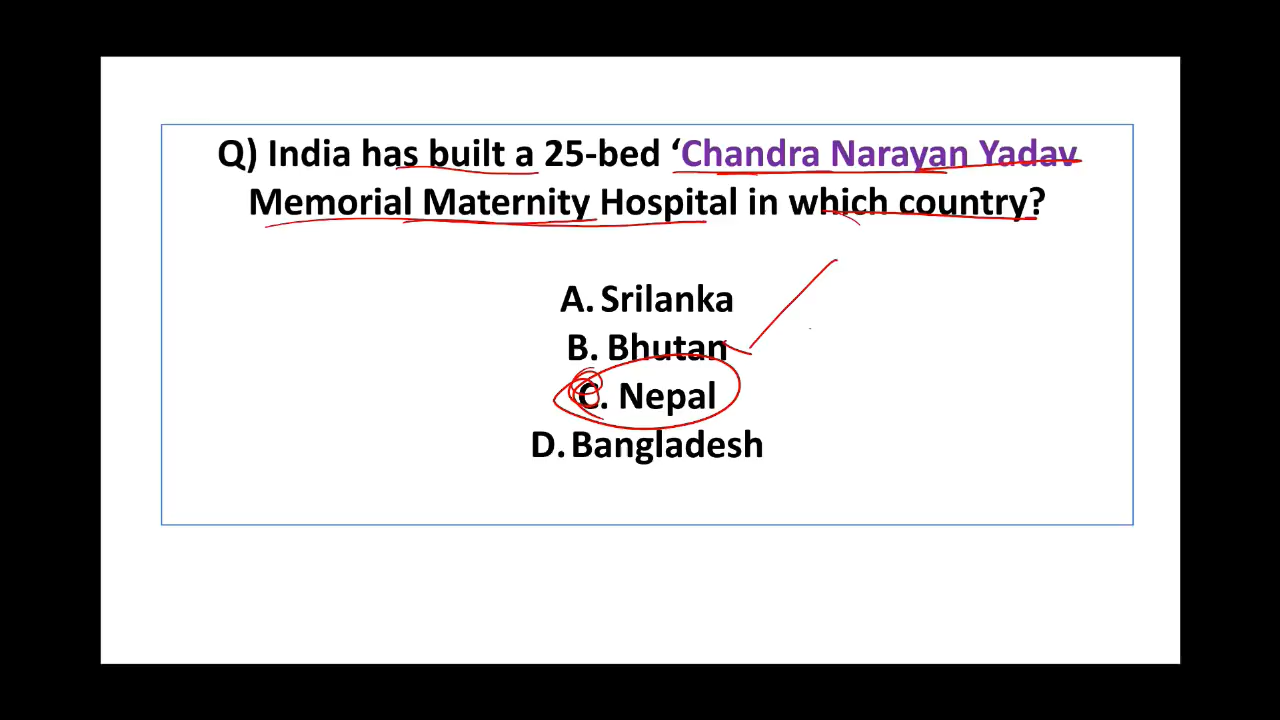 Q) India has built a 25-bed ‘Chandra Narayan Yadav
Memorial Maternity Hospital in which country?
A. Srilanka
B. Bhutan
C. Nepal
D. Bangladesh